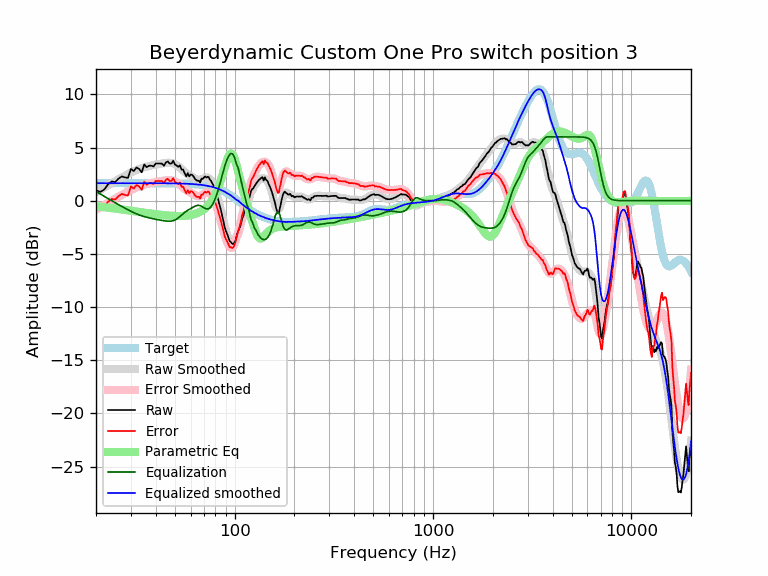 Beyerdynamic Custom One Pro switch position 3
Amplitude (dBr)
10
5
0
−5
−10
−15
−20
−25
Target
Raw Smoothed
Error Smoothed
Raw
Error
Parametric Eq
Equalization
Equalized smoothed
100
1000
10000
Frequency (Hz)